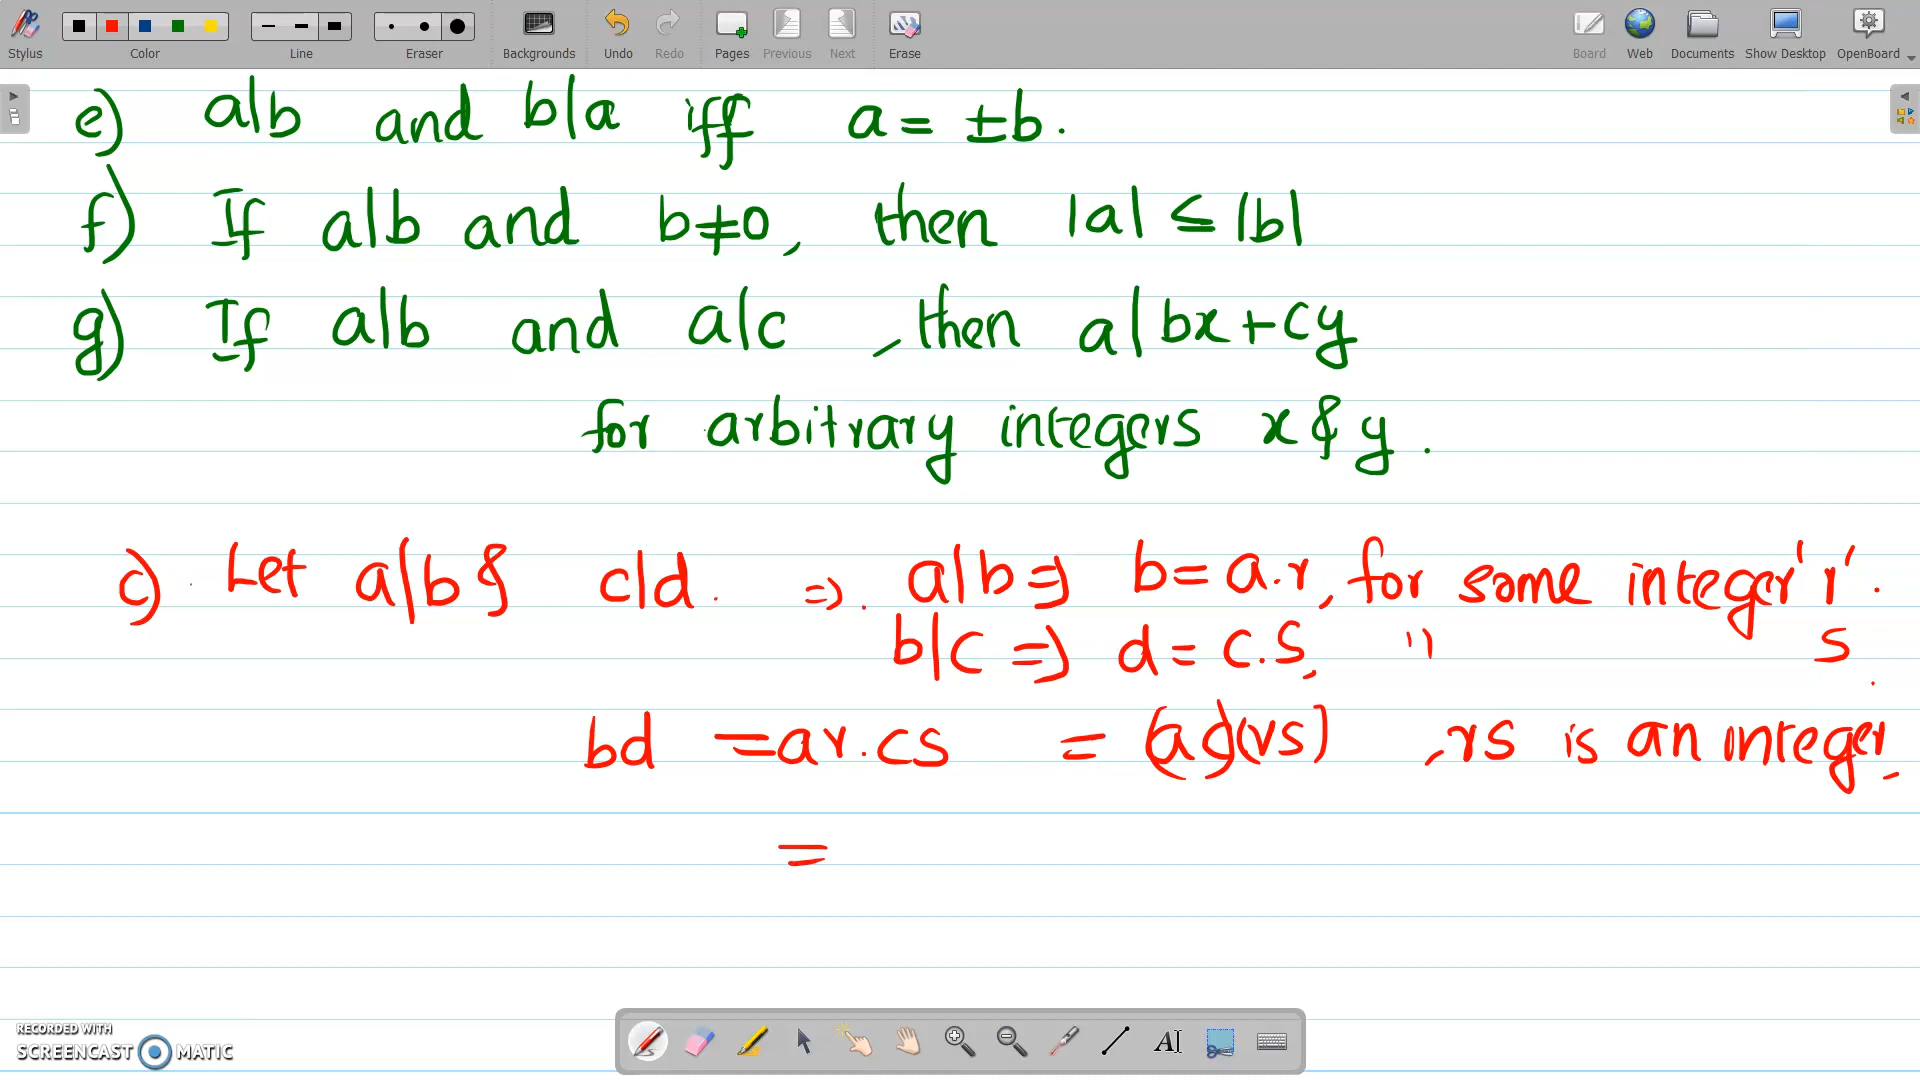 Stylus Color Line Eraser Backgrounds Undo Redo Pages Previous Next Erase Board Web Documents Show Desktop OpenBoard
e) a|b and b|a iff a = ±b.
f) If a|b and b≠0, then |a| ≤ |b|
g) If a|b and a|c , then a|bx+cy
for arbitrary integers x & y.
c). Let a|b & c|d. ⇒. a|b ⇒ b = a.r, for some integer 'r'.
b|c ⇒ d = c.s, " s
bd = ar.cs = (ac)(rs) , rs is an integer.
=
RECORDED WITH
SCREENCAST O MATIC